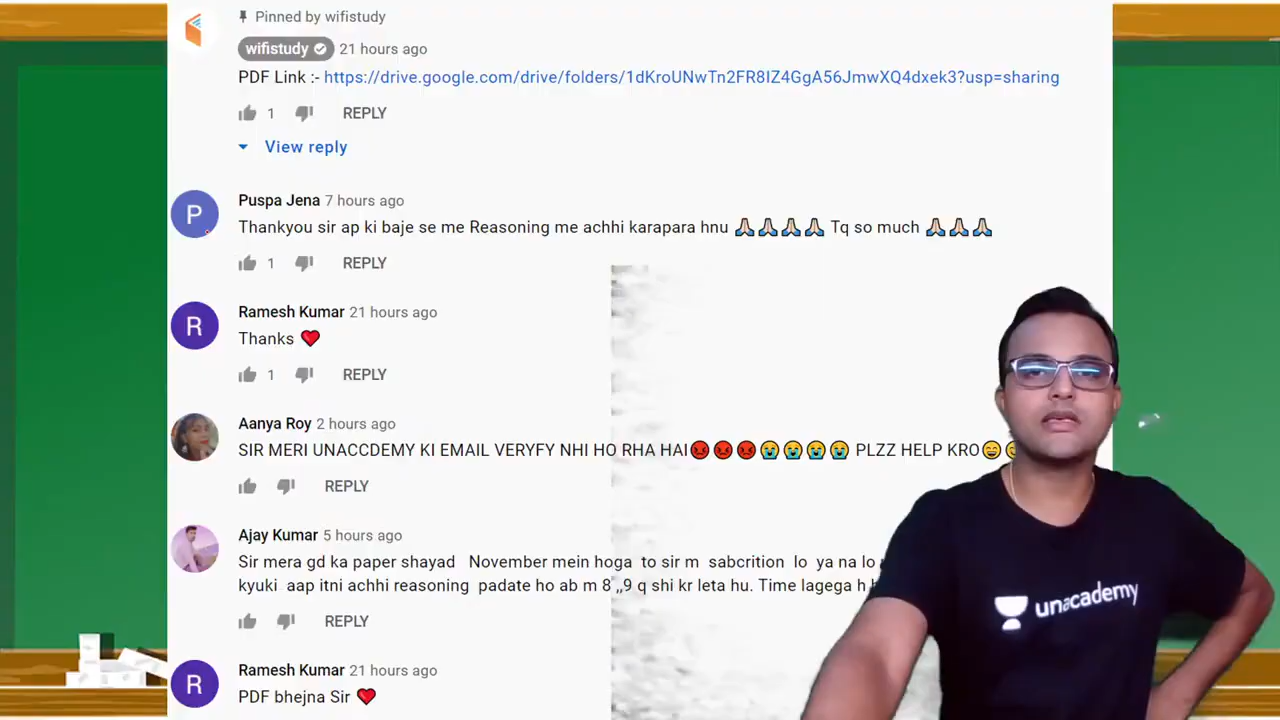 Pinned by wifistudy
wifistudy 21 hours ago
PDF Link :- https://drive.google.com/drive/folders/1dKroUNwTn2FR8IZ4GgA56JmwXQ4dxek3?usp=sharing
1 REPLY
View reply
P
Puspa Jena 7 hours ago
Thankyou sir ap ki baje se me Reasoning me achhi karapara hnu 🙏🏻🙏🏻🙏🏻🙏🏻 Tq so much 🙏🏻🙏🏻🙏🏻
1 REPLY
R
Ramesh Kumar 21 hours ago
Thanks ❤️
1 REPLY
Aanya Roy 2 hours ago
SIR MERI UNACCDEMY KI EMAIL VERYFY NHI HO RHA HAI😡😡😡😭😭😭😭 PLZZ HELP KRO😄
REPLY
Ajay Kumar 5 hours ago
Sir mera gd ka paper shayad November mein hoga to sir m sabcrition lo ya na lo
kyuki aap itni achhi reasoning padate ho ab m 8 ,,9 q shi kr leta hu. Time lagega h
REPLY
R
Ramesh Kumar 21 hours ago
PDF bhejna Sir ❤️
unacademy